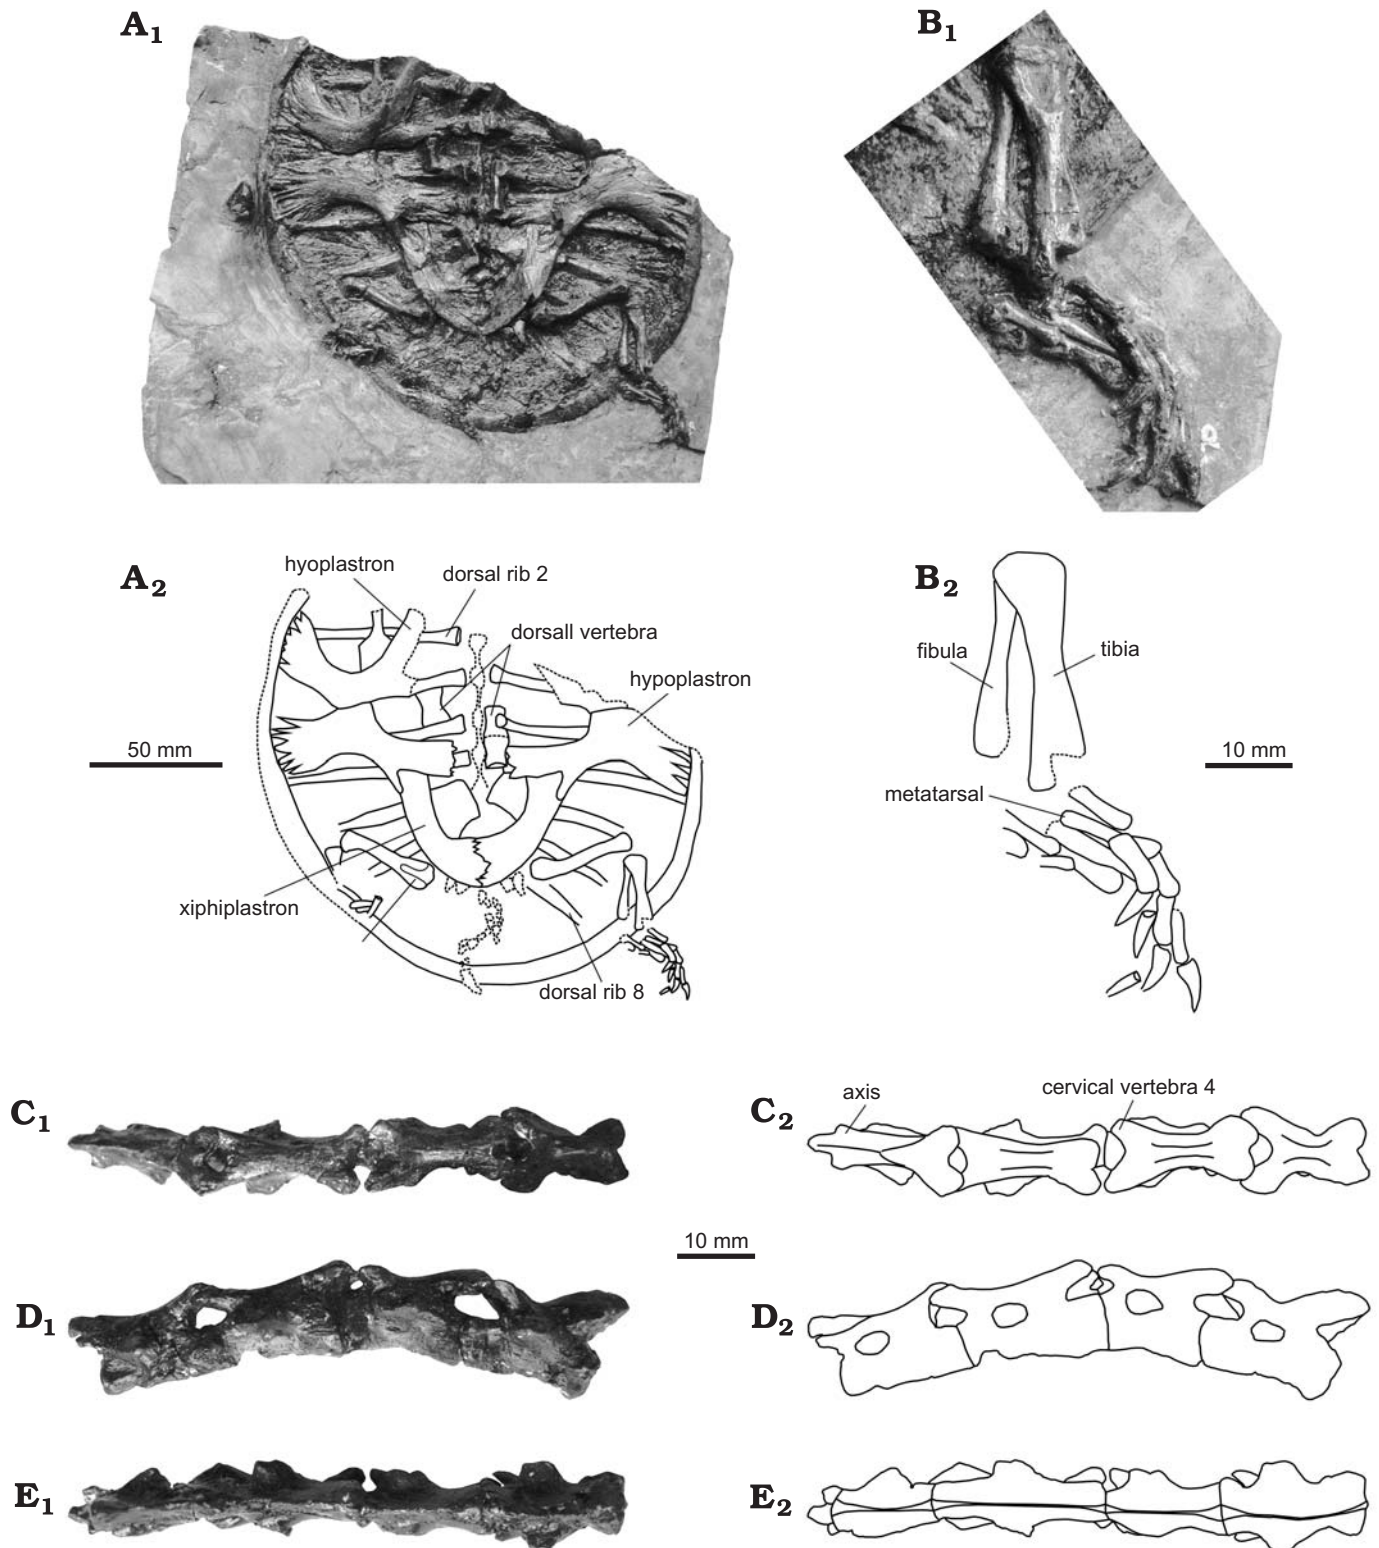 A1
B1
A2
hyoplastron
dorsal rib 2
dorsall vertebra
hypoplastron
50 mm
xiphiplastron
dorsal rib 8
B2
fibula
tibia
10 mm
metatarsal
C1
C2
axis
cervical vertebra 4
10 mm
D1
D2
E1
E2